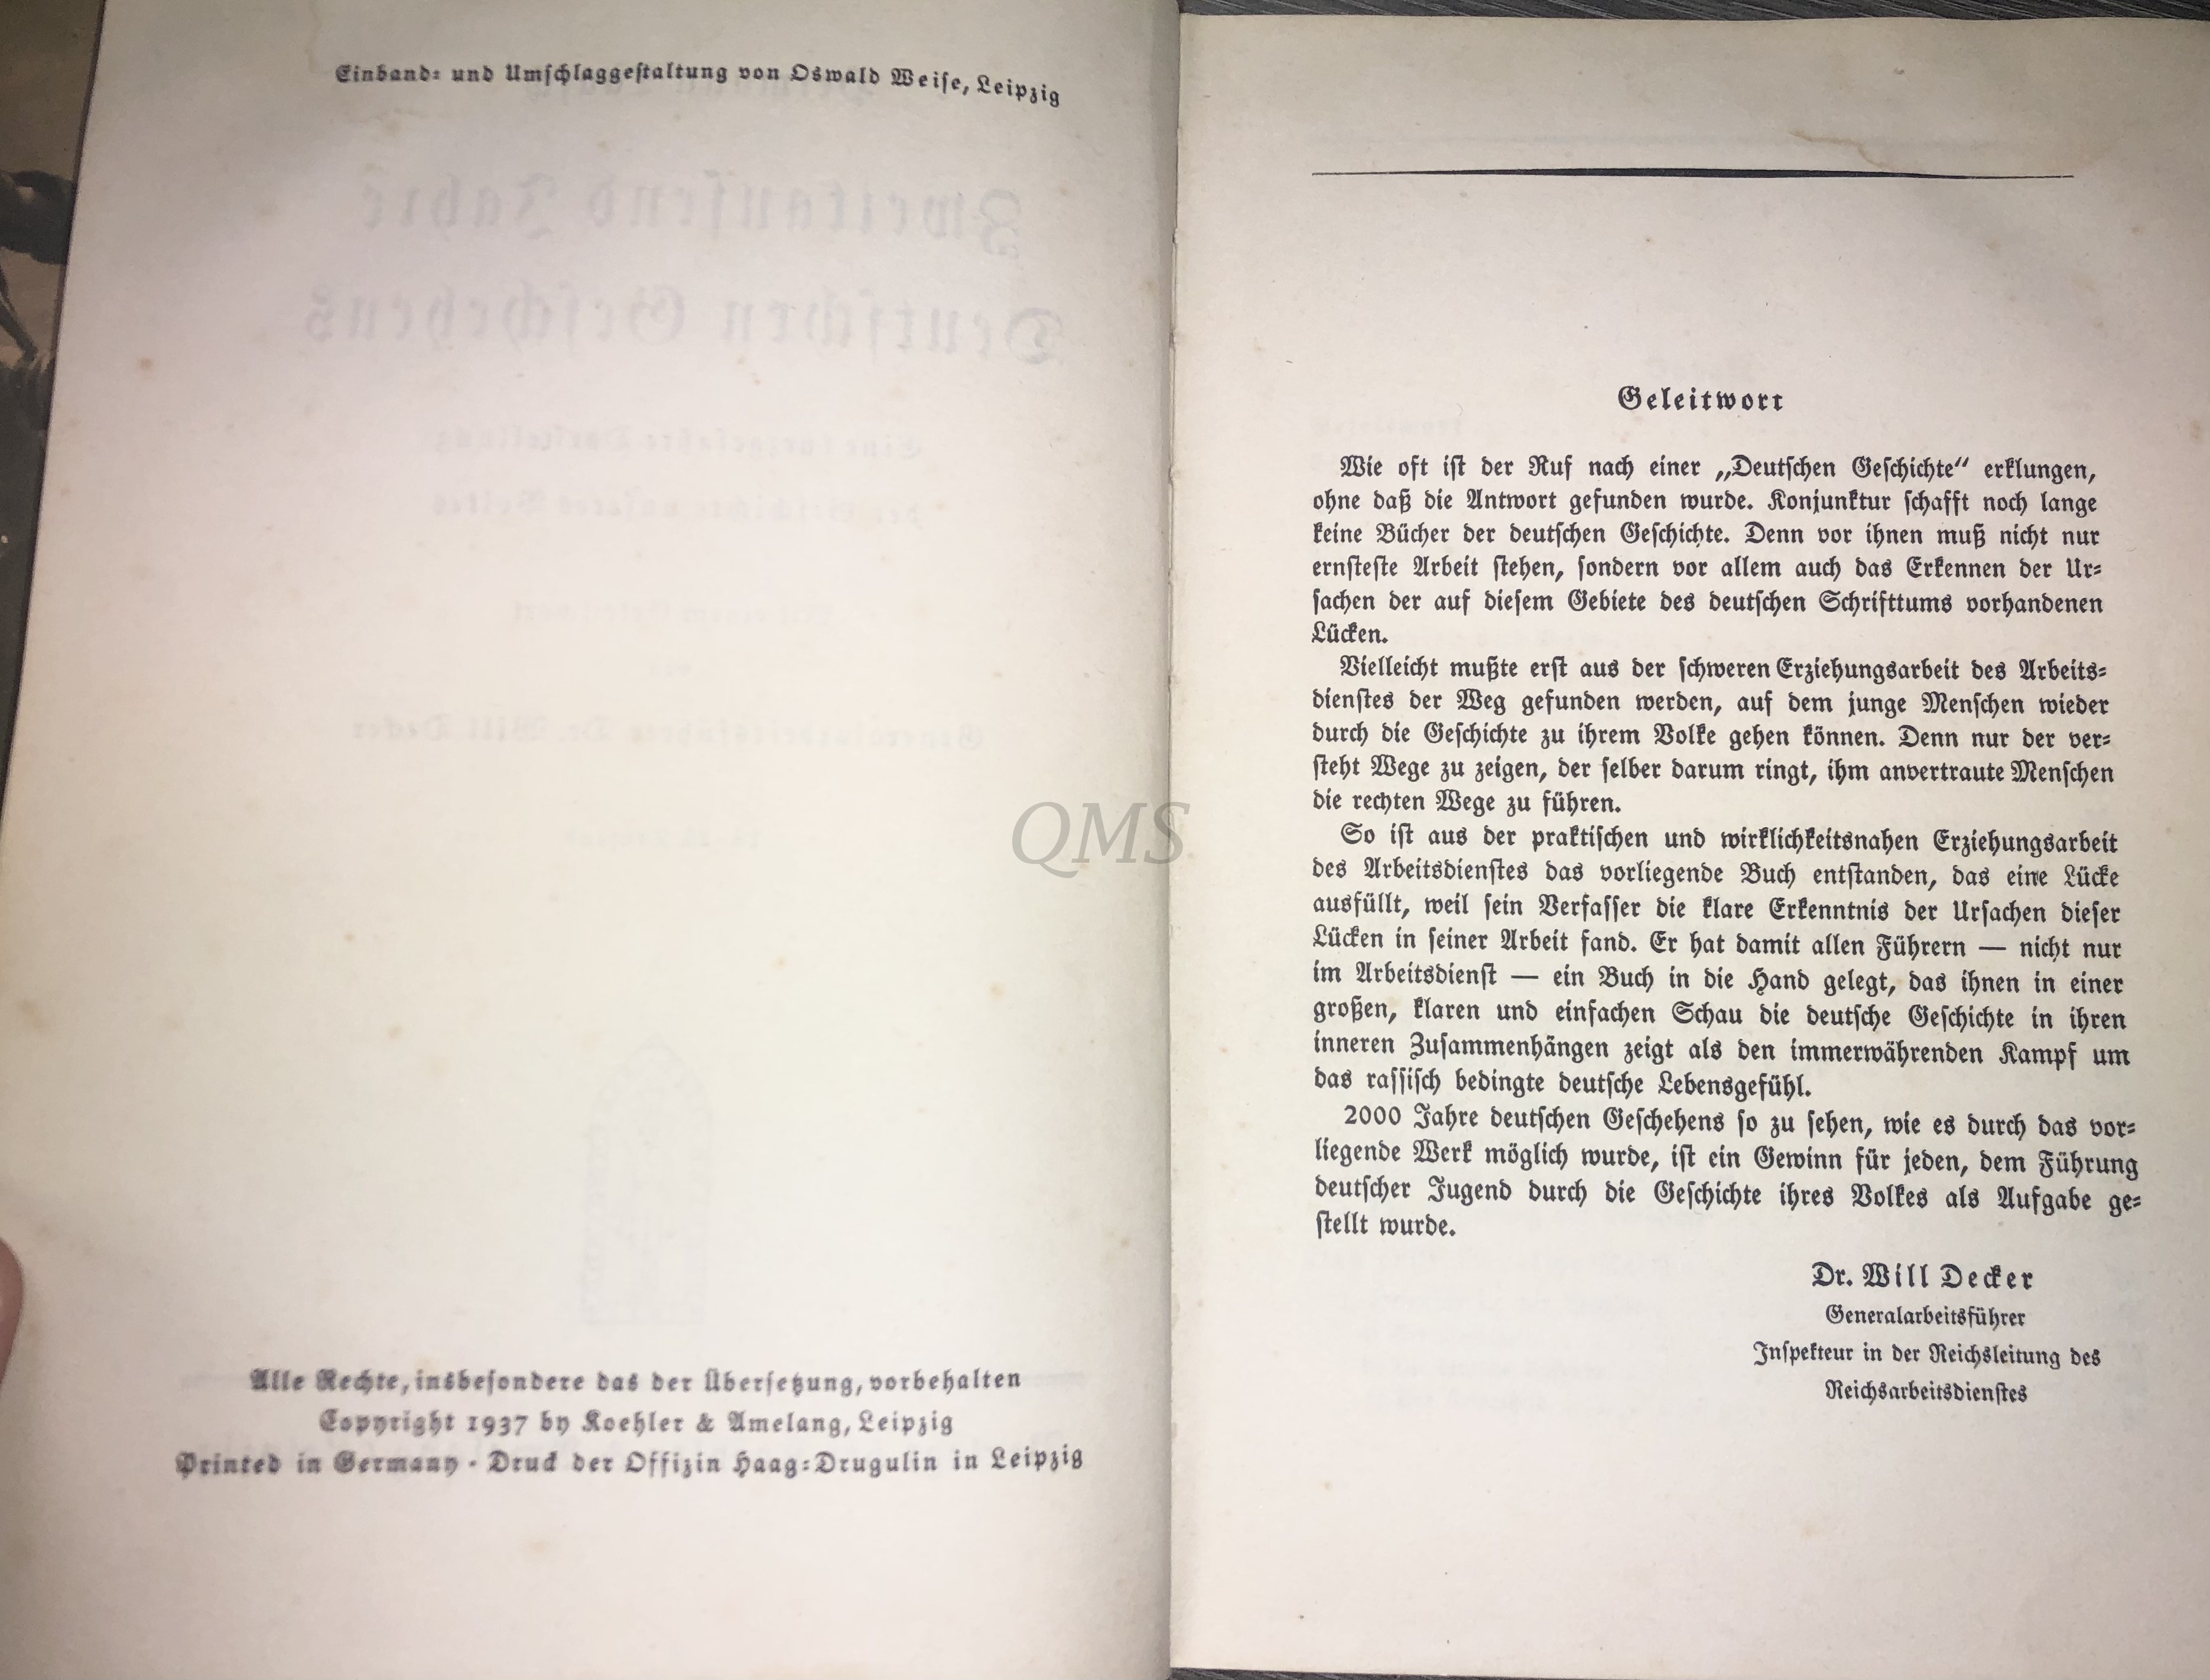 Einband- und Umschlaggestaltung von Oswald Weise, Leipzig
Zweitausend Jahre
Deutschen Geschehens
Alle Rechte, insbesondere das der Übersetzung, vorbehalten
Copyright 1937 by Koehler & Amelang, Leipzig
Printed in Germany · Druck der Offizin Haag-Drugulin in Leipzig
QMS
Geleitwort
Wie oft ist der Ruf nach einer „Deutschen Geschichte“ erklungen,
ohne daß die Antwort gefunden wurde. Konjunktur schafft noch lange
keine Bücher der deutschen Geschichte. Denn vor ihnen muß nicht nur
ernsteste Arbeit stehen, sondern vor allem auch das Erkennen der Ur-
sachen der auf diesem Gebiete des deutschen Schrifttums vorhandenen
Lücken.
Vielleicht mußte erst aus der schweren Erziehungsarbeit des Arbeits-
dienstes der Weg gefunden werden, auf dem junge Menschen wieder
durch die Geschichte zu ihrem Volke gehen können. Denn nur der ver-
steht Wege zu zeigen, der selber darum ringt, ihm anvertraute Menschen
die rechten Wege zu führen.
So ist aus der praktischen und wirklichkeitsnahen Erziehungsarbeit
des Arbeitsdienstes das vorliegende Buch entstanden, das eine Lücke
ausfüllt, weil sein Verfasser die klare Erkenntnis der Ursachen dieser
Lücken in seiner Arbeit fand. Er hat damit allen Führern — nicht nur
im Arbeitsdienst — ein Buch in die Hand gelegt, das ihnen in einer
großen, klaren und einfachen Schau die deutsche Geschichte in ihren
inneren Zusammenhängen zeigt als den immerwährenden Kampf um
das rassisch bedingte deutsche Lebensgefühl.
2000 Jahre deutschen Geschehens so zu sehen, wie es durch das vor-
liegende Werk möglich wurde, ist ein Gewinn für jeden, dem Führung
deutscher Jugend durch die Geschichte ihres Volkes als Aufgabe ge-
stellt wurde.
Dr. Will Decker
Generalarbeitsführer
Inspekteur in der Reichsleitung des
Reichsarbeitsdienstes